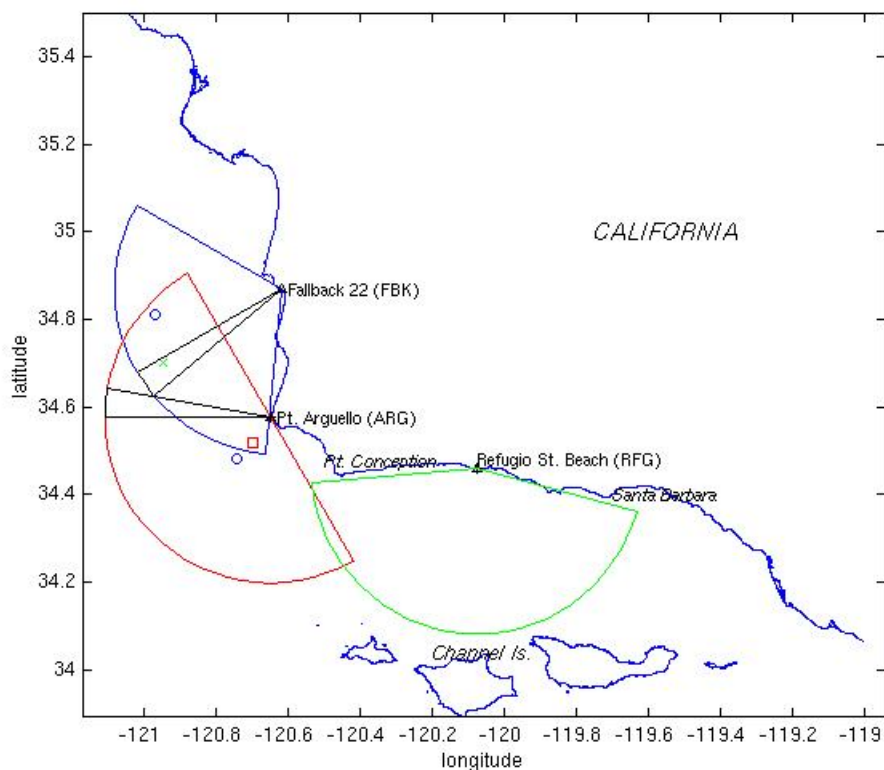 35.4
35.2
35
CALIFORNIA
Fallback 22 (FBK)
34.8
latitude
34.6
Pt. Arguello (ARG)
Pt. Conception
Refugio St. Beach (RFG)
34.4
Santa Barbara
34.2
Channel Is.
34
-121 -120.8 -120.6 -120.4 -120.2 -120 -119.8 -119.6 -119.4 -119.2 -119
longitude